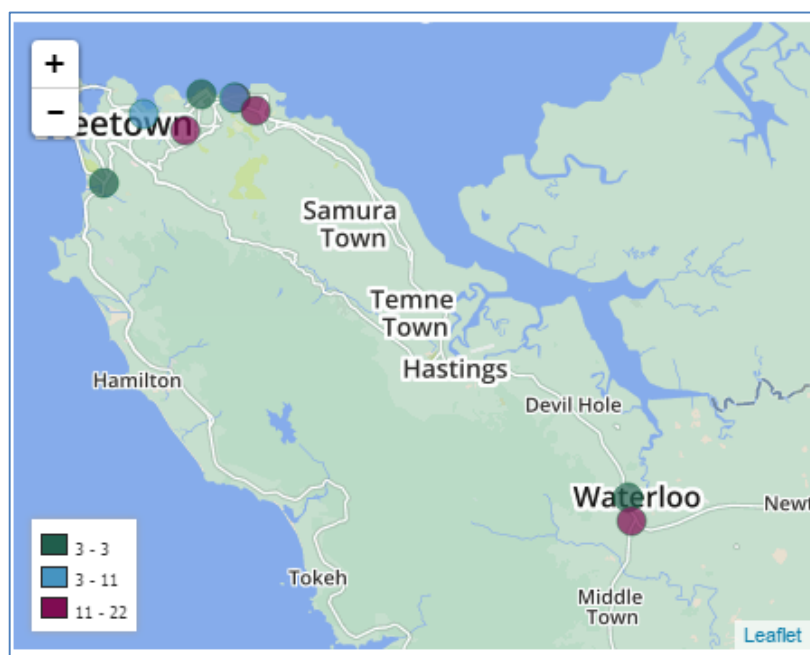 +
−
eetown
Samura
Town
Temne
Town
Hastings
Hamilton
Devil Hole
Waterloo
Newt
Tokeh
Middle
Town
3 - 3
3 - 11
11 - 22
Leaflet